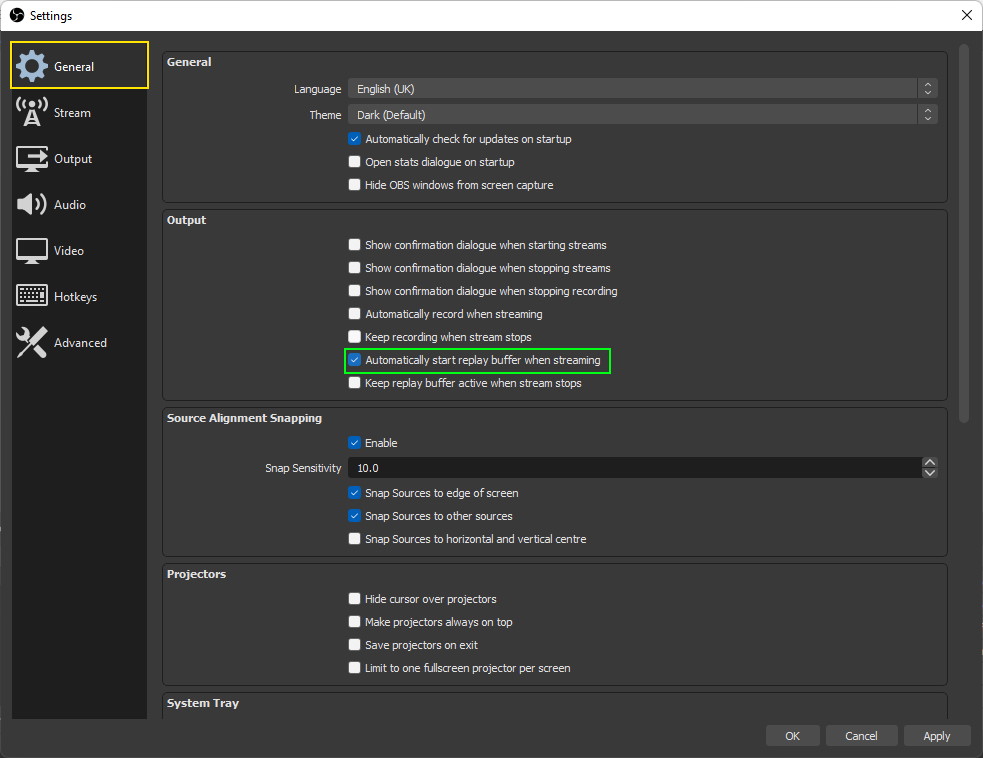 Settings
General
Stream
Output
Audio
Video
Hotkeys
Advanced
General
Language English (UK)
Theme Dark (Default)
Automatically check for updates on startup
Open stats dialogue on startup
Hide OBS windows from screen capture
Output
Show confirmation dialogue when starting streams
Show confirmation dialogue when stopping streams
Show confirmation dialogue when stopping recording
Automatically record when streaming
Keep recording when stream stops
Automatically start replay buffer when streaming
Keep replay buffer active when stream stops
Source Alignment Snapping
Enable
Snap Sensitivity 10.0
Snap Sources to edge of screen
Snap Sources to other sources
Snap Sources to horizontal and vertical centre
Projectors
Hide cursor over projectors
Make projectors always on top
Save projectors on exit
Limit to one fullscreen projector per screen
System Tray
OK Cancel Apply